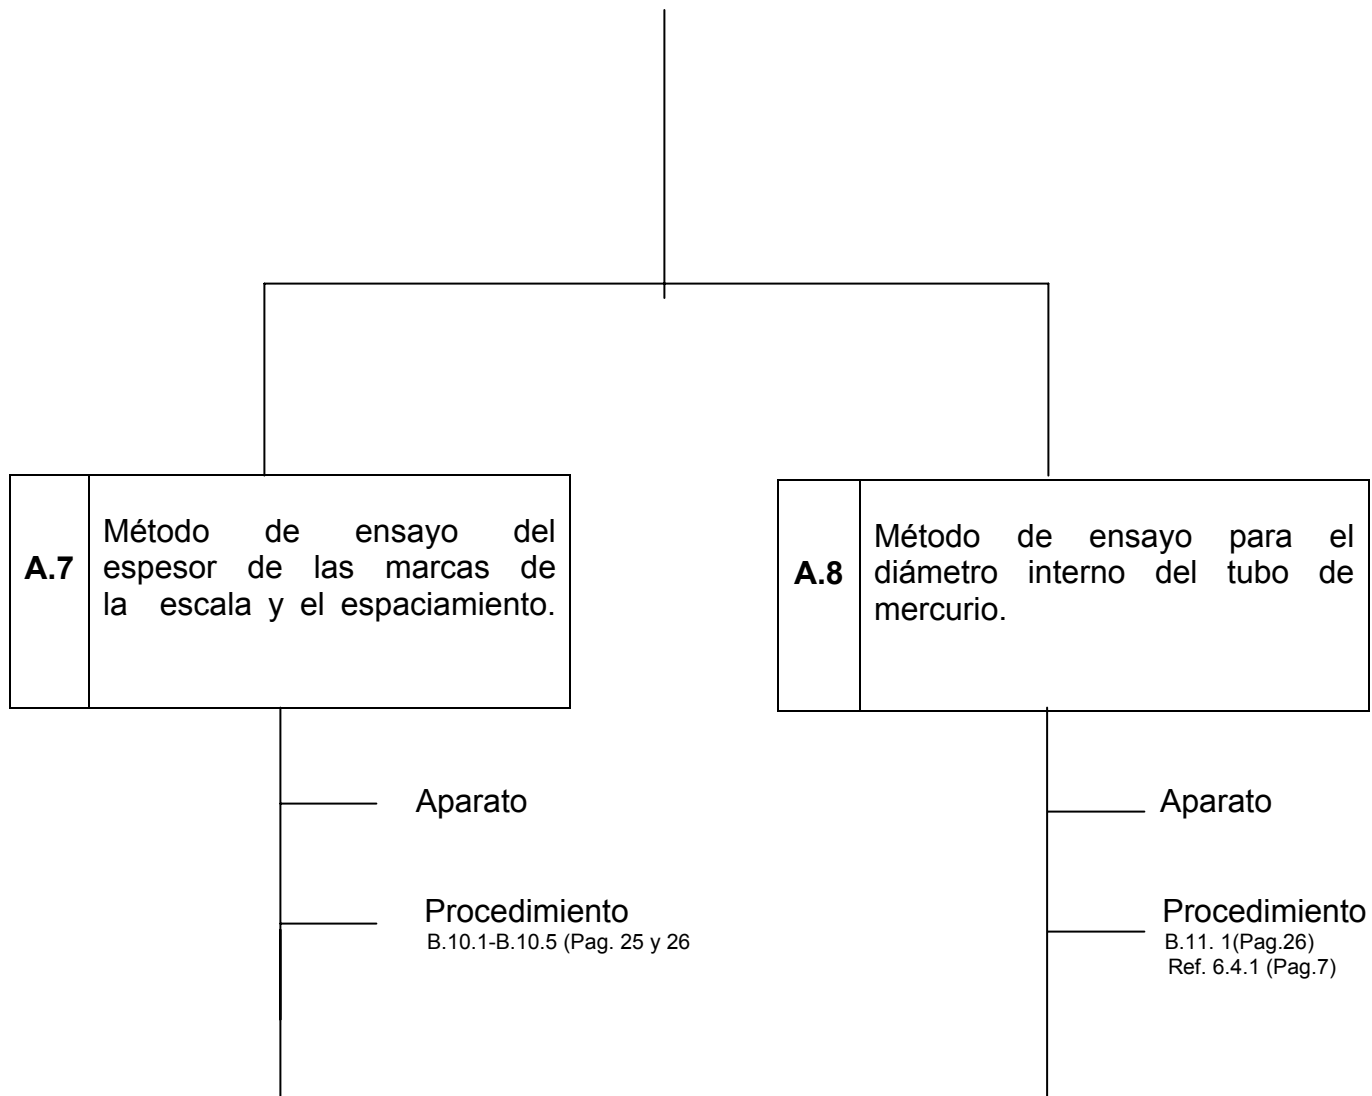 A.7
Método de ensayo del
espesor de las marcas de
la escala y el espaciamiento.
Aparato
Procedimiento
B.10.1-B.10.5 (Pag. 25 y 26
A.8
Método de ensayo para el
diámetro interno del tubo de
mercurio.
Aparato
Procedimiento
B.11. 1(Pag.26)
Ref. 6.4.1 (Pag.7)